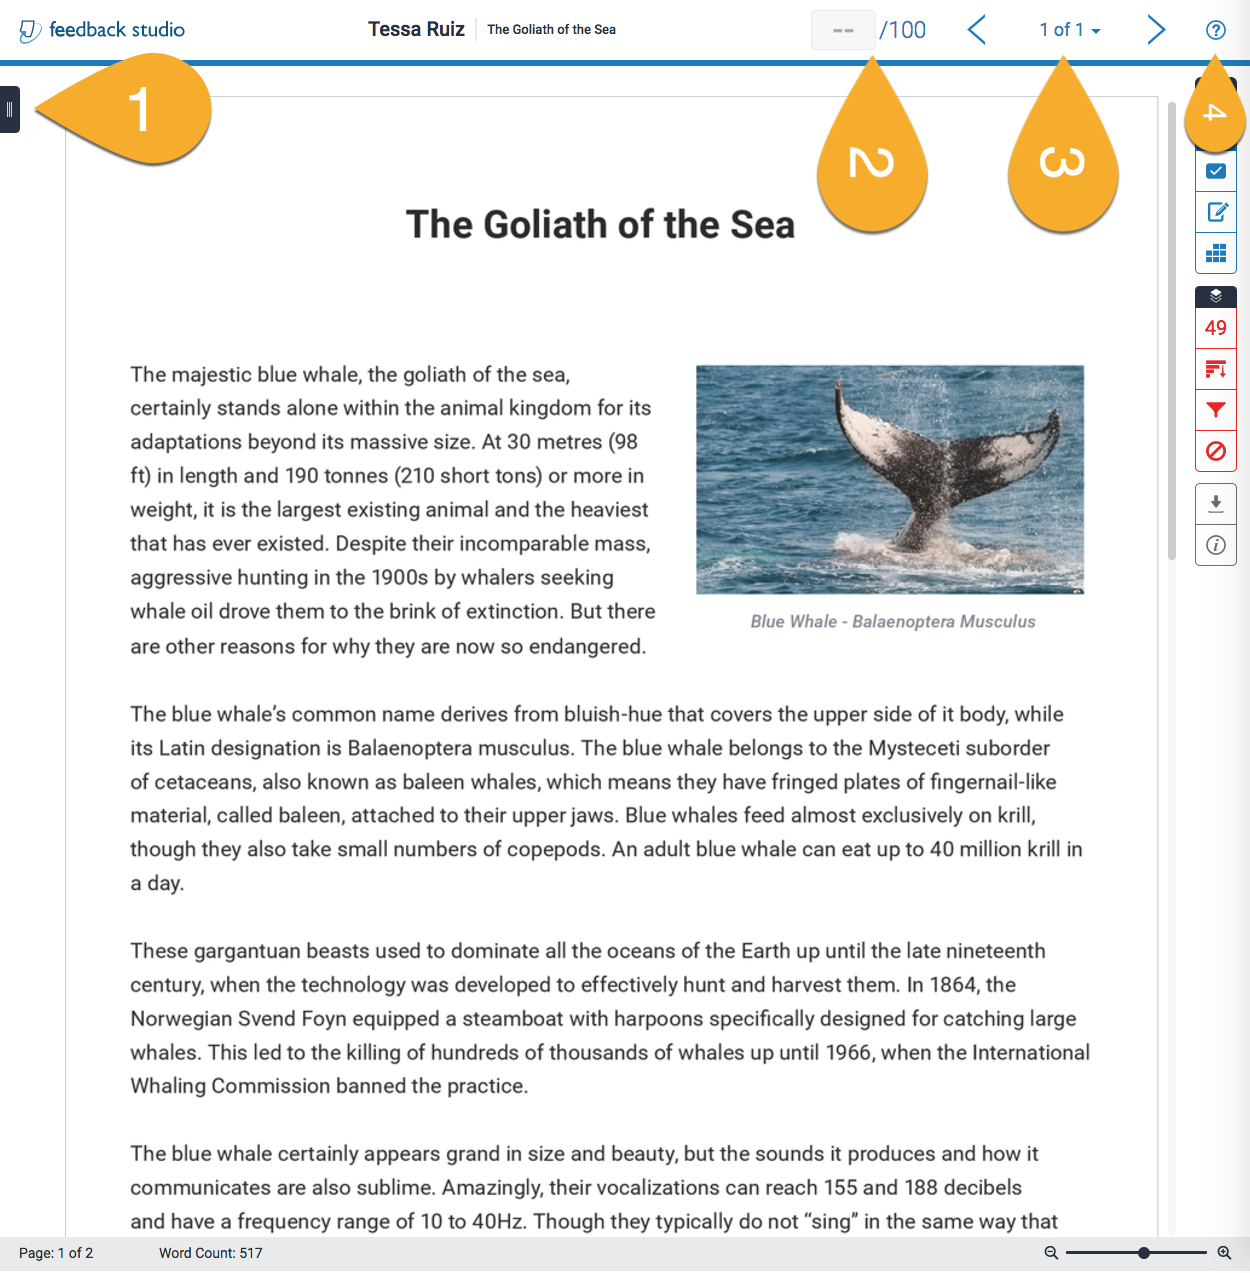 feedback studio
Tessa Ruiz
The Goliath of the Sea
-- /100
1 of 1
?
1
2
3
4
The Goliath of the Sea
The majestic blue whale, the goliath of the sea,
certainly stands alone within the animal kingdom for its
adaptations beyond its massive size. At 30 metres (98
ft) in length and 190 tonnes (210 short tons) or more in
weight, it is the largest existing animal and the heaviest
that has ever existed. Despite their incomparable mass,
aggressive hunting in the 1900s by whalers seeking
whale oil drove them to the brink of extinction. But there
are other reasons for why they are now so endangered.
Blue Whale - Balaenoptera Musculus
49
i
The blue whale’s common name derives from bluish-hue that covers the upper side of it body, while
its Latin designation is Balaenoptera musculus. The blue whale belongs to the Mysteceti suborder
of cetaceans, also known as baleen whales, which means they have fringed plates of fingernail-like
material, called baleen, attached to their upper jaws. Blue whales feed almost exclusively on krill,
though they also take small numbers of copepods. An adult blue whale can eat up to 40 million krill in
a day.
These gargantuan beasts used to dominate all the oceans of the Earth up until the late nineteenth
century, when the technology was developed to effectively hunt and harvest them. In 1864, the
Norwegian Svend Foyn equipped a steamboat with harpoons specifically designed for catching large
whales. This led to the killing of hundreds of thousands of whales up until 1966, when the International
Whaling Commission banned the practice.
The blue whale certainly appears grand in size and beauty, but the sounds it produces and how it
communicates are also sublime. Amazingly, their vocalizations can reach 155 and 188 decibels
and have a frequency range of 10 to 40Hz. Though they typically do not “sing” in the same way that
Page: 1 of 2
Word Count: 517